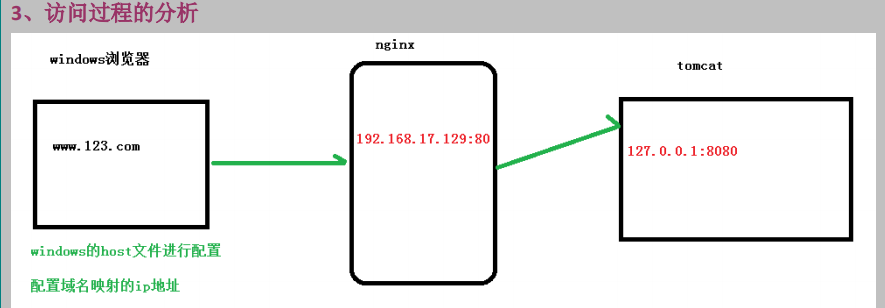 3、访问过程的分析
windows浏览器
nginx
tomcat
www.123.com
192.168.17.129:80
127.0.0.1:8080
windows的host文件进行配置
配置域名映射的ip地址